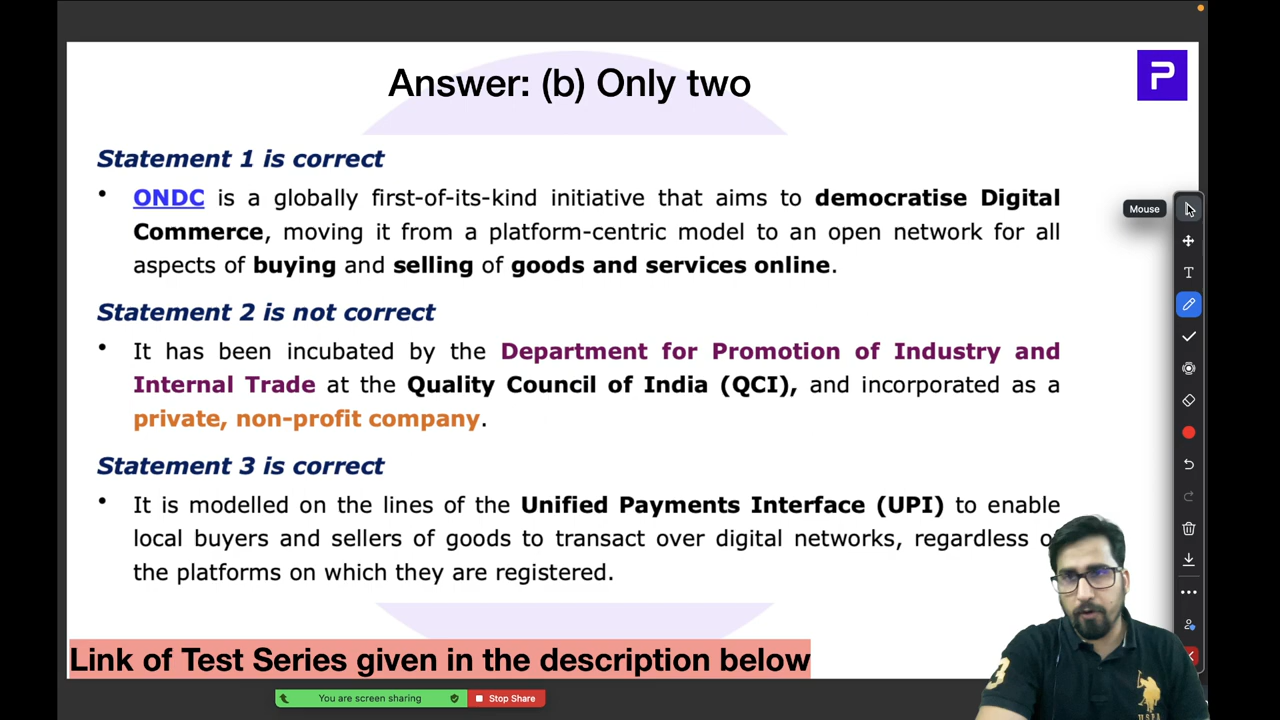 Answer: (b) Only two
P
Statement 1 is correct
• ONDC is a globally first-of-its-kind initiative that aims to democratise Digital
Commerce, moving it from a platform-centric model to an open network for all
aspects of buying and selling of goods and services online.
Mouse
T
Statement 2 is not correct
• It has been incubated by the Department for Promotion of Industry and
Internal Trade at the Quality Council of India (QCI), and incorporated as a
private, non-profit company.
Statement 3 is correct
• It is modelled on the lines of the Unified Payments Interface (UPI) to enable
local buyers and sellers of goods to transact over digital networks, regardless
the platforms on which they are registered.
Link of Test Series given in the description below
3
You are screen sharing
Stop Share